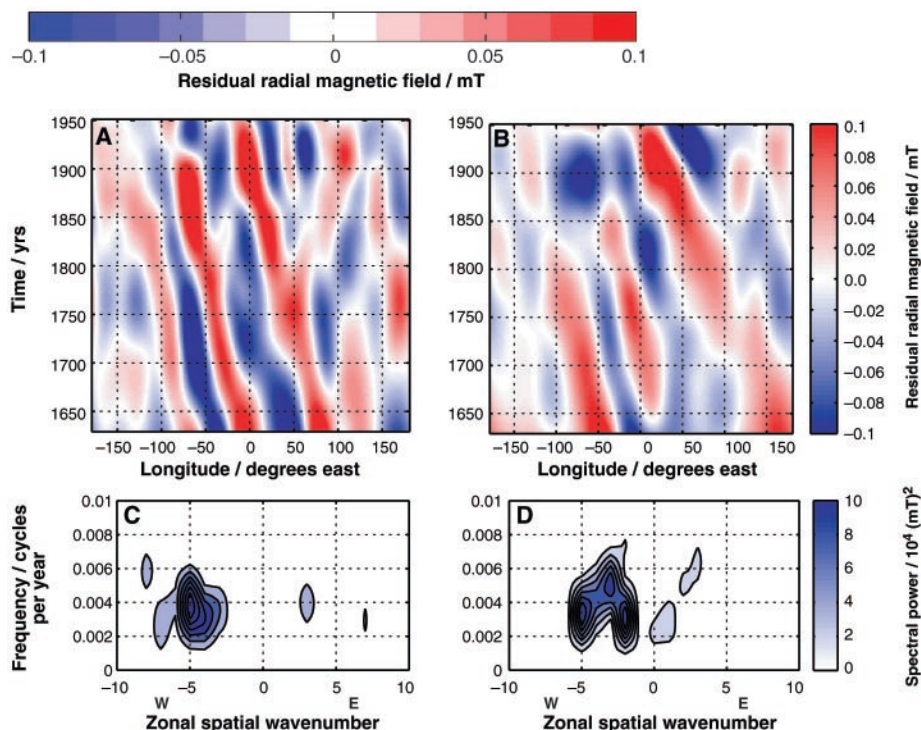 −0.1 −0.05 0 0.05 0.1
Residual radial magnetic field / mT
A
1950
1900
1850
1800
1750
1700
1650
Time / yrs
−150 −100 −50 0 50 100 150
Longitude / degrees east
B
1950
1900
1850
1800
1750
1700
1650
−150 −100 −50 0 50 100 150
Longitude / degrees east
0.1
0.08
0.06
0.04
0.02
0.0
−0.02
−0.04
−0.06
−0.08
−0.1
Residual radial magnetic field / mT
C
0.01
0.008
0.006
0.004
0.002
0
Frequency / cycles
per year
−10 −5 0 5 10
W E
Zonal spatial wavenumber
D
0.01
0.008
0.006
0.004
0.002
0
−10 −5 0 5 10
W E
Zonal spatial wavenumber
10
8
6
4
2
0
Spectral power / 10⁴ (mT)²